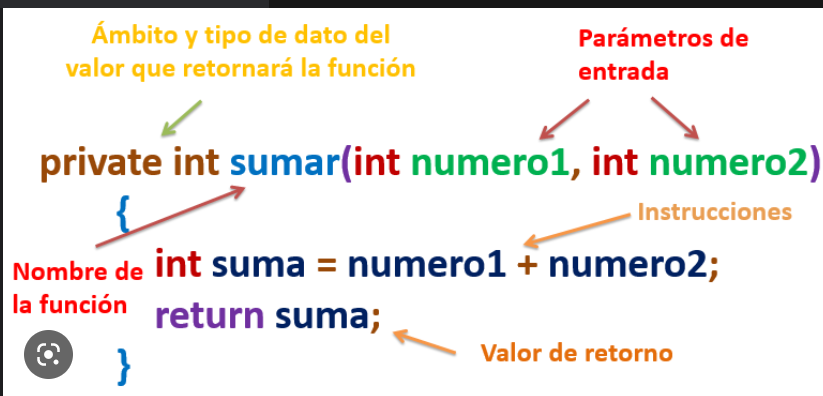 Ámbito y tipo de dato del
valor que retornará la función
Parámetros de
entrada
private int sumar(int numero1, int numero2)
{
Instrucciones
Nombre de
la función
int suma = numero1 + numero2;
return suma;
Valor de retorno
}